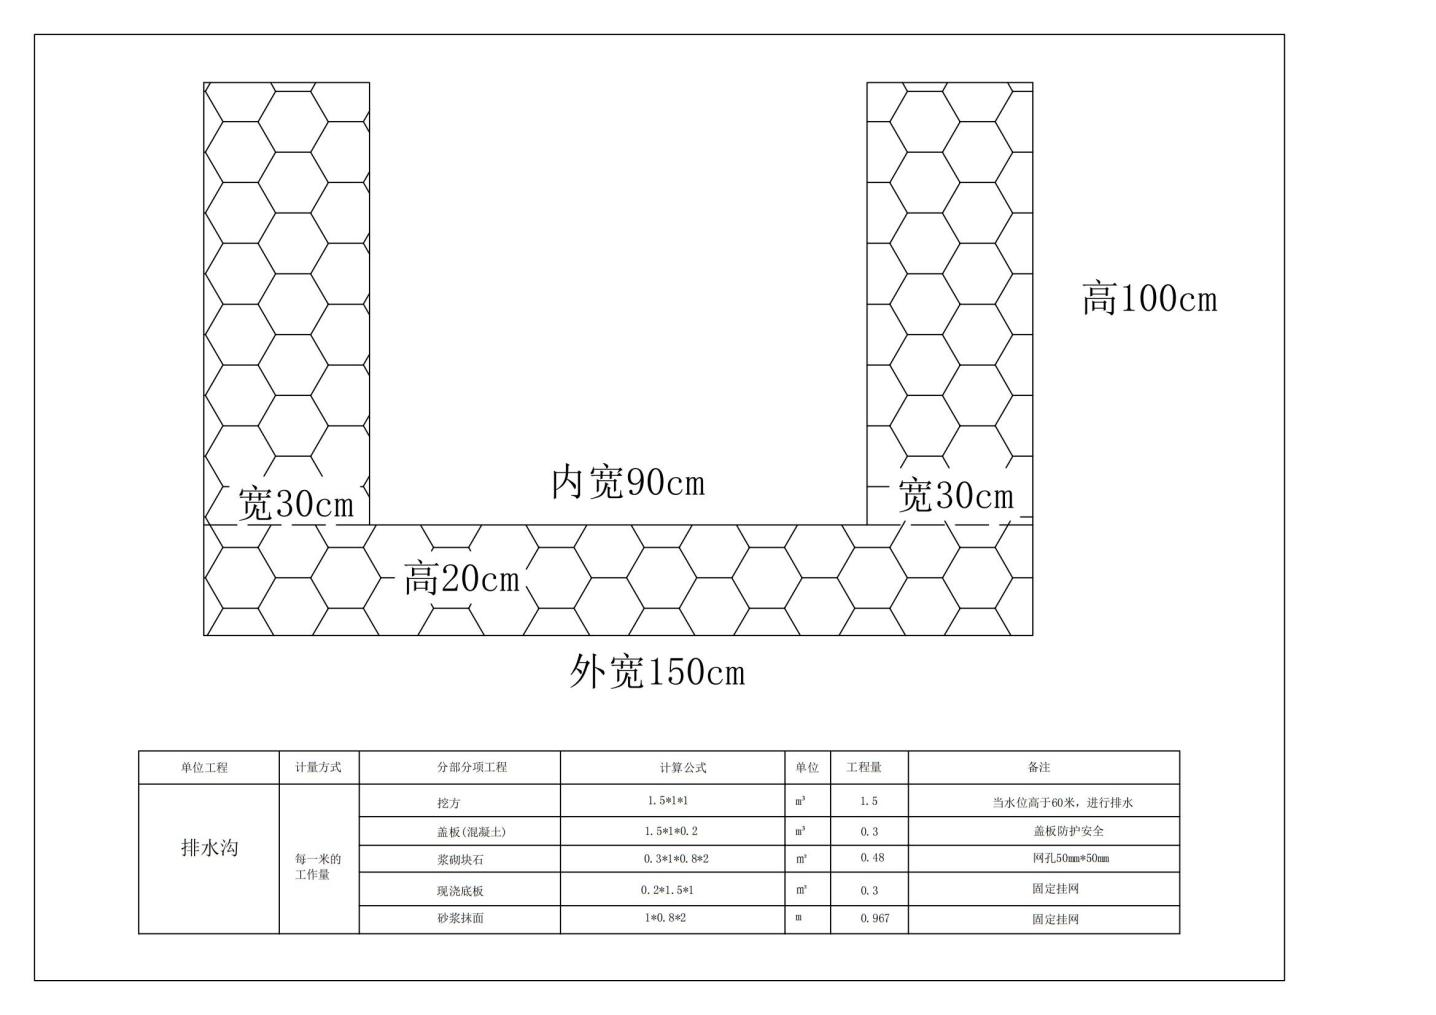 高100cm
内宽90cm
宽30cm
宽30cm
高20cm
外宽150cm
单位工程 计量方式 分部分项工程 计算公式 单位 工程量 备注
排水沟
每一米的
工作量
挖方 1.5*1*1 m³ 1.5 当水位高于60米，进行排水
盖板(混凝土) 1.5*1*0.2 m³ 0.3 盖板防护安全
浆砌块石 0.3*1*0.8*2 m³ 0.48 网孔50mm*50mm
现浇底板 0.2*1.5*1 m³ 0.3 固定挂网
砂浆抹面 1*0.8*2 m 0.967 固定挂网